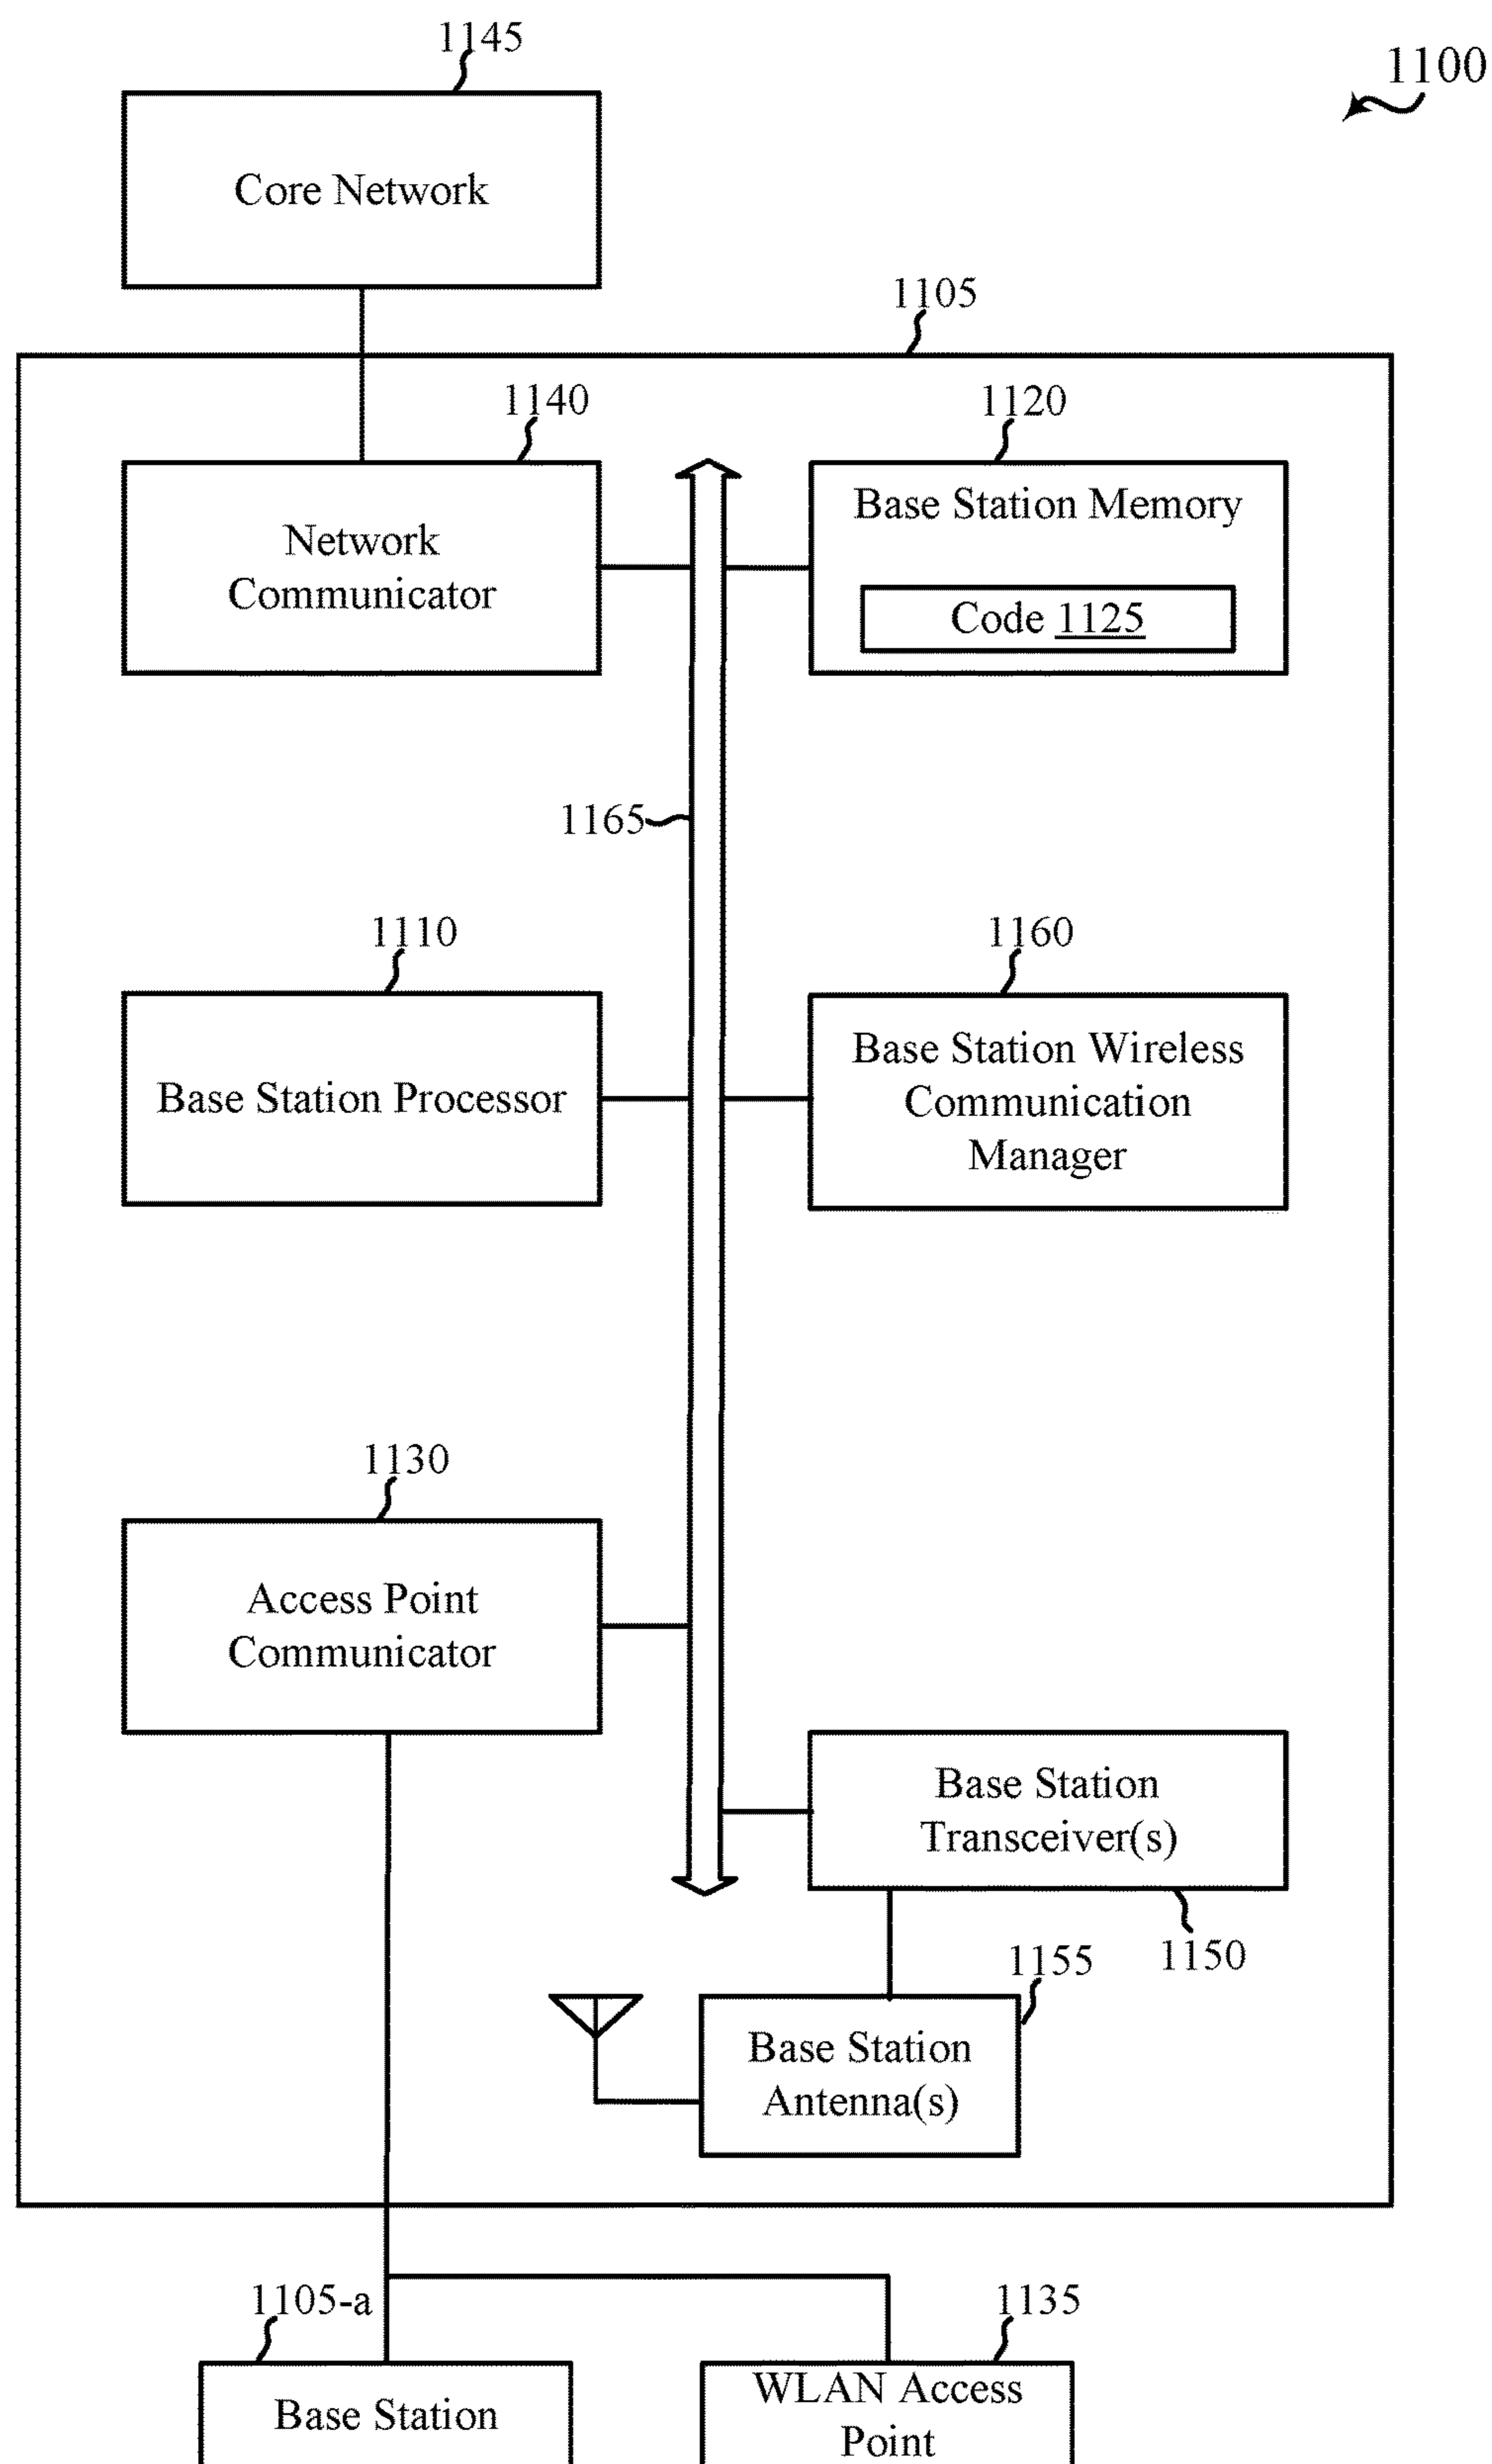 1145
1100
Core Network
1105
1140
1120
Network
Communicator
Base Station Memory
Code 1125
1165
1110
1160
Base Station Processor
Base Station Wireless
Communication
Manager
1130
Access Point
Communicator
Base Station
Transceiver(s)
1150
1155
Base Station
Antenna(s)
1105-a
1135
Base Station
WLAN Access
Point